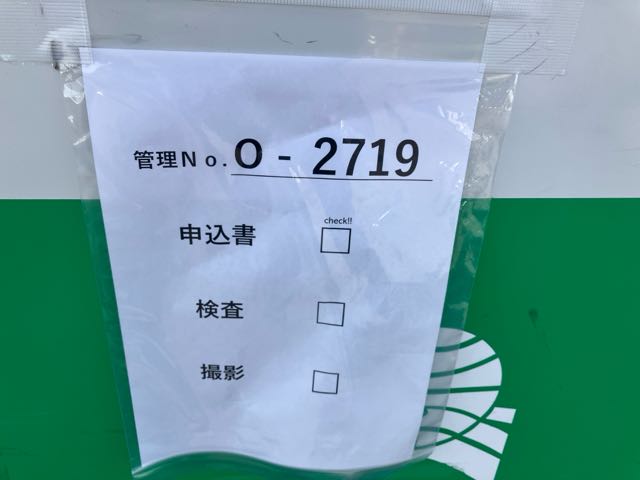 管理No. O - 2719
check!!
申込書 □
検査 □
撮影 □